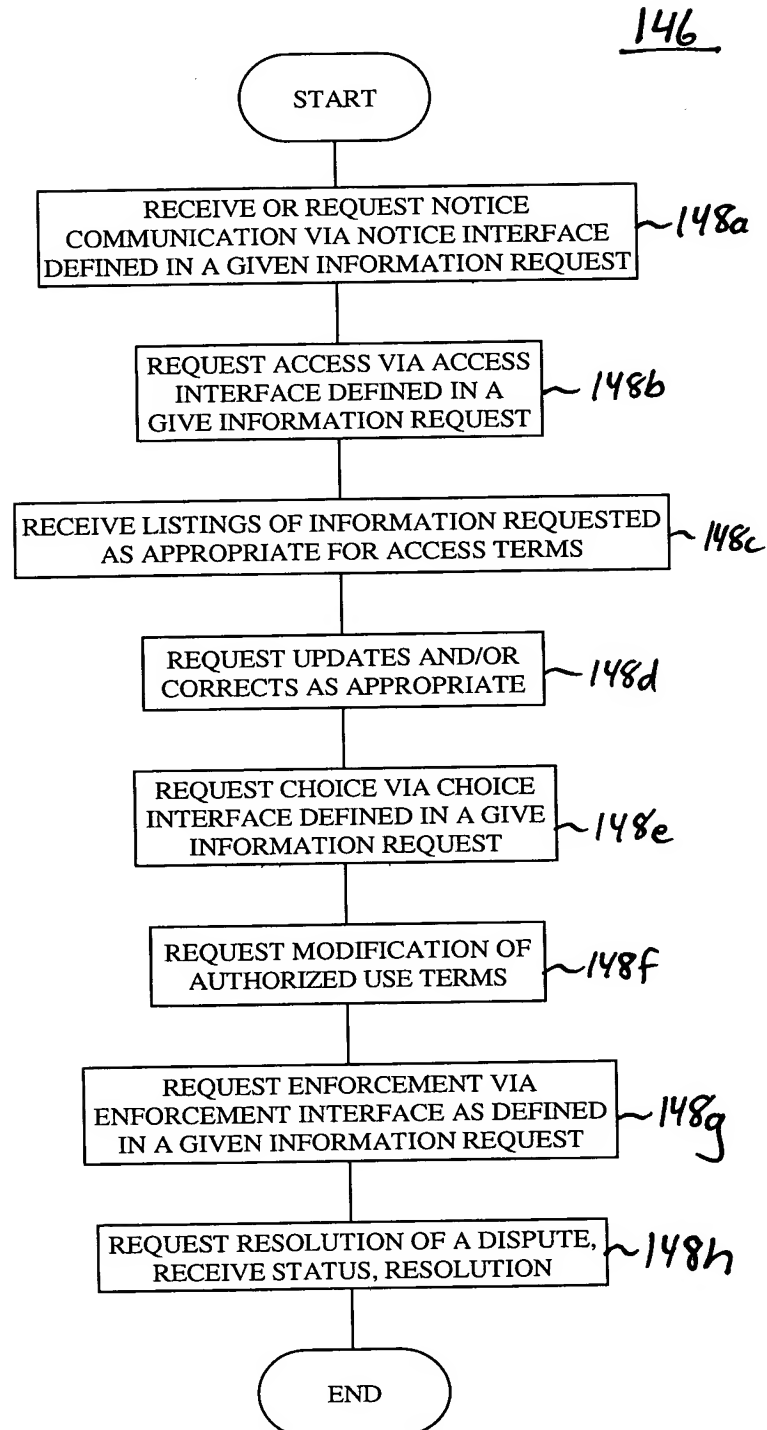 146
START
RECEIVE OR REQUEST NOTICE
COMMUNICATION VIA NOTICE INTERFACE
DEFINED IN A GIVEN INFORMATION REQUEST
148a
REQUEST ACCESS VIA ACCESS
INTERFACE DEFINED IN A
GIVE INFORMATION REQUEST
148b
RECEIVE LISTINGS OF INFORMATION REQUESTED
AS APPROPRIATE FOR ACCESS TERMS
148c
REQUEST UPDATES AND/OR
CORRECTS AS APPROPRIATE
148d
REQUEST CHOICE VIA CHOICE
INTERFACE DEFINED IN A GIVE
INFORMATION REQUEST
148e
REQUEST MODIFICATION OF
AUTHORIZED USE TERMS
148f
REQUEST ENFORCEMENT VIA
ENFORCEMENT INTERFACE AS DEFINED
IN A GIVEN INFORMATION REQUEST
148g
REQUEST RESOLUTION OF A DISPUTE,
RECEIVE STATUS, RESOLUTION
148h
END